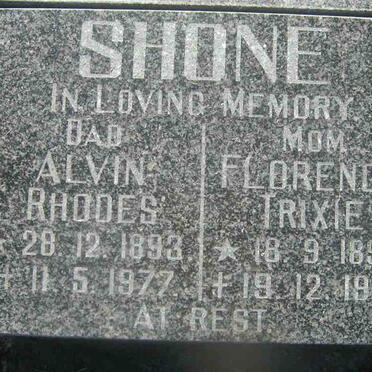 SHONE
IN LOVING MEMORY
DAD MOM
ALVIN
RHODES TRIXIE
28.12.1893 ★ 18.9.
† 11.5.1977 † 19.12.
AT REST